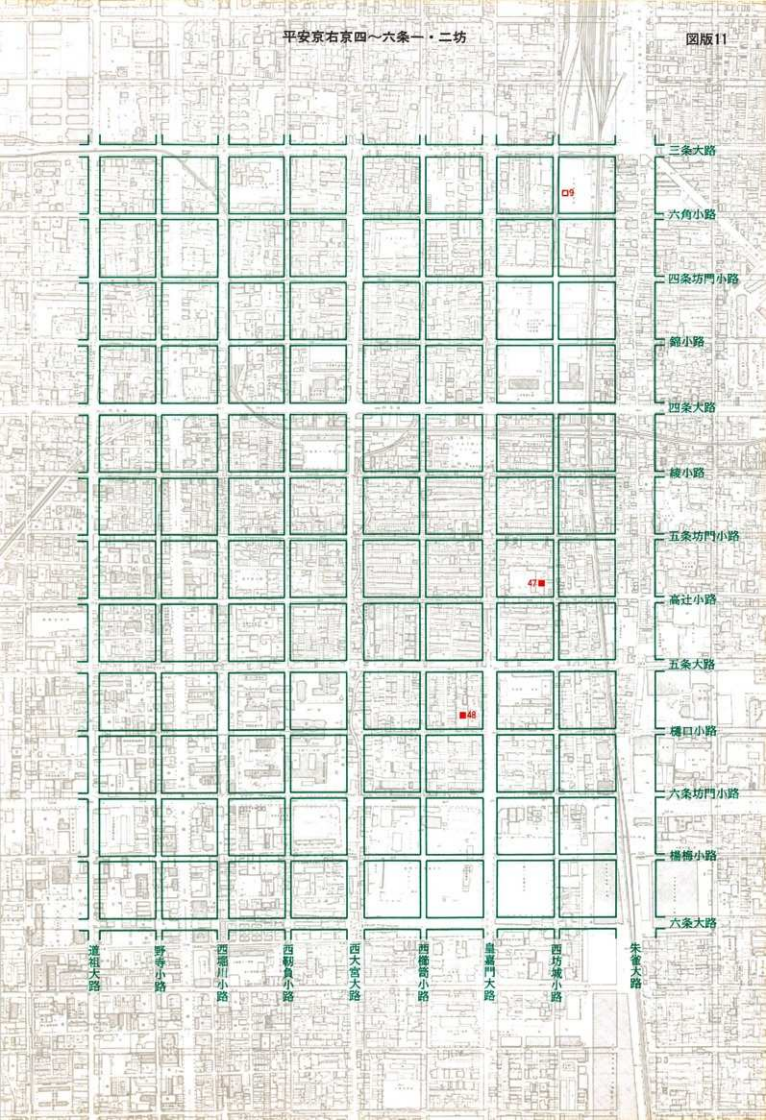 平安京右京四～六条一・二坊
図版11
三条大路
9
六角小路
四条坊門小路
錦小路
四条大路
綾小路
五条坊門小路
47
高辻小路
五条大路
48
樋口小路
六条坊門小路
楊梅小路
六条大路
道祖大路
野寺小路
西堀川小路
西靭負小路
西大宮大路
西櫛笥小路
皇嘉門大路
西坊城小路
朱雀大路